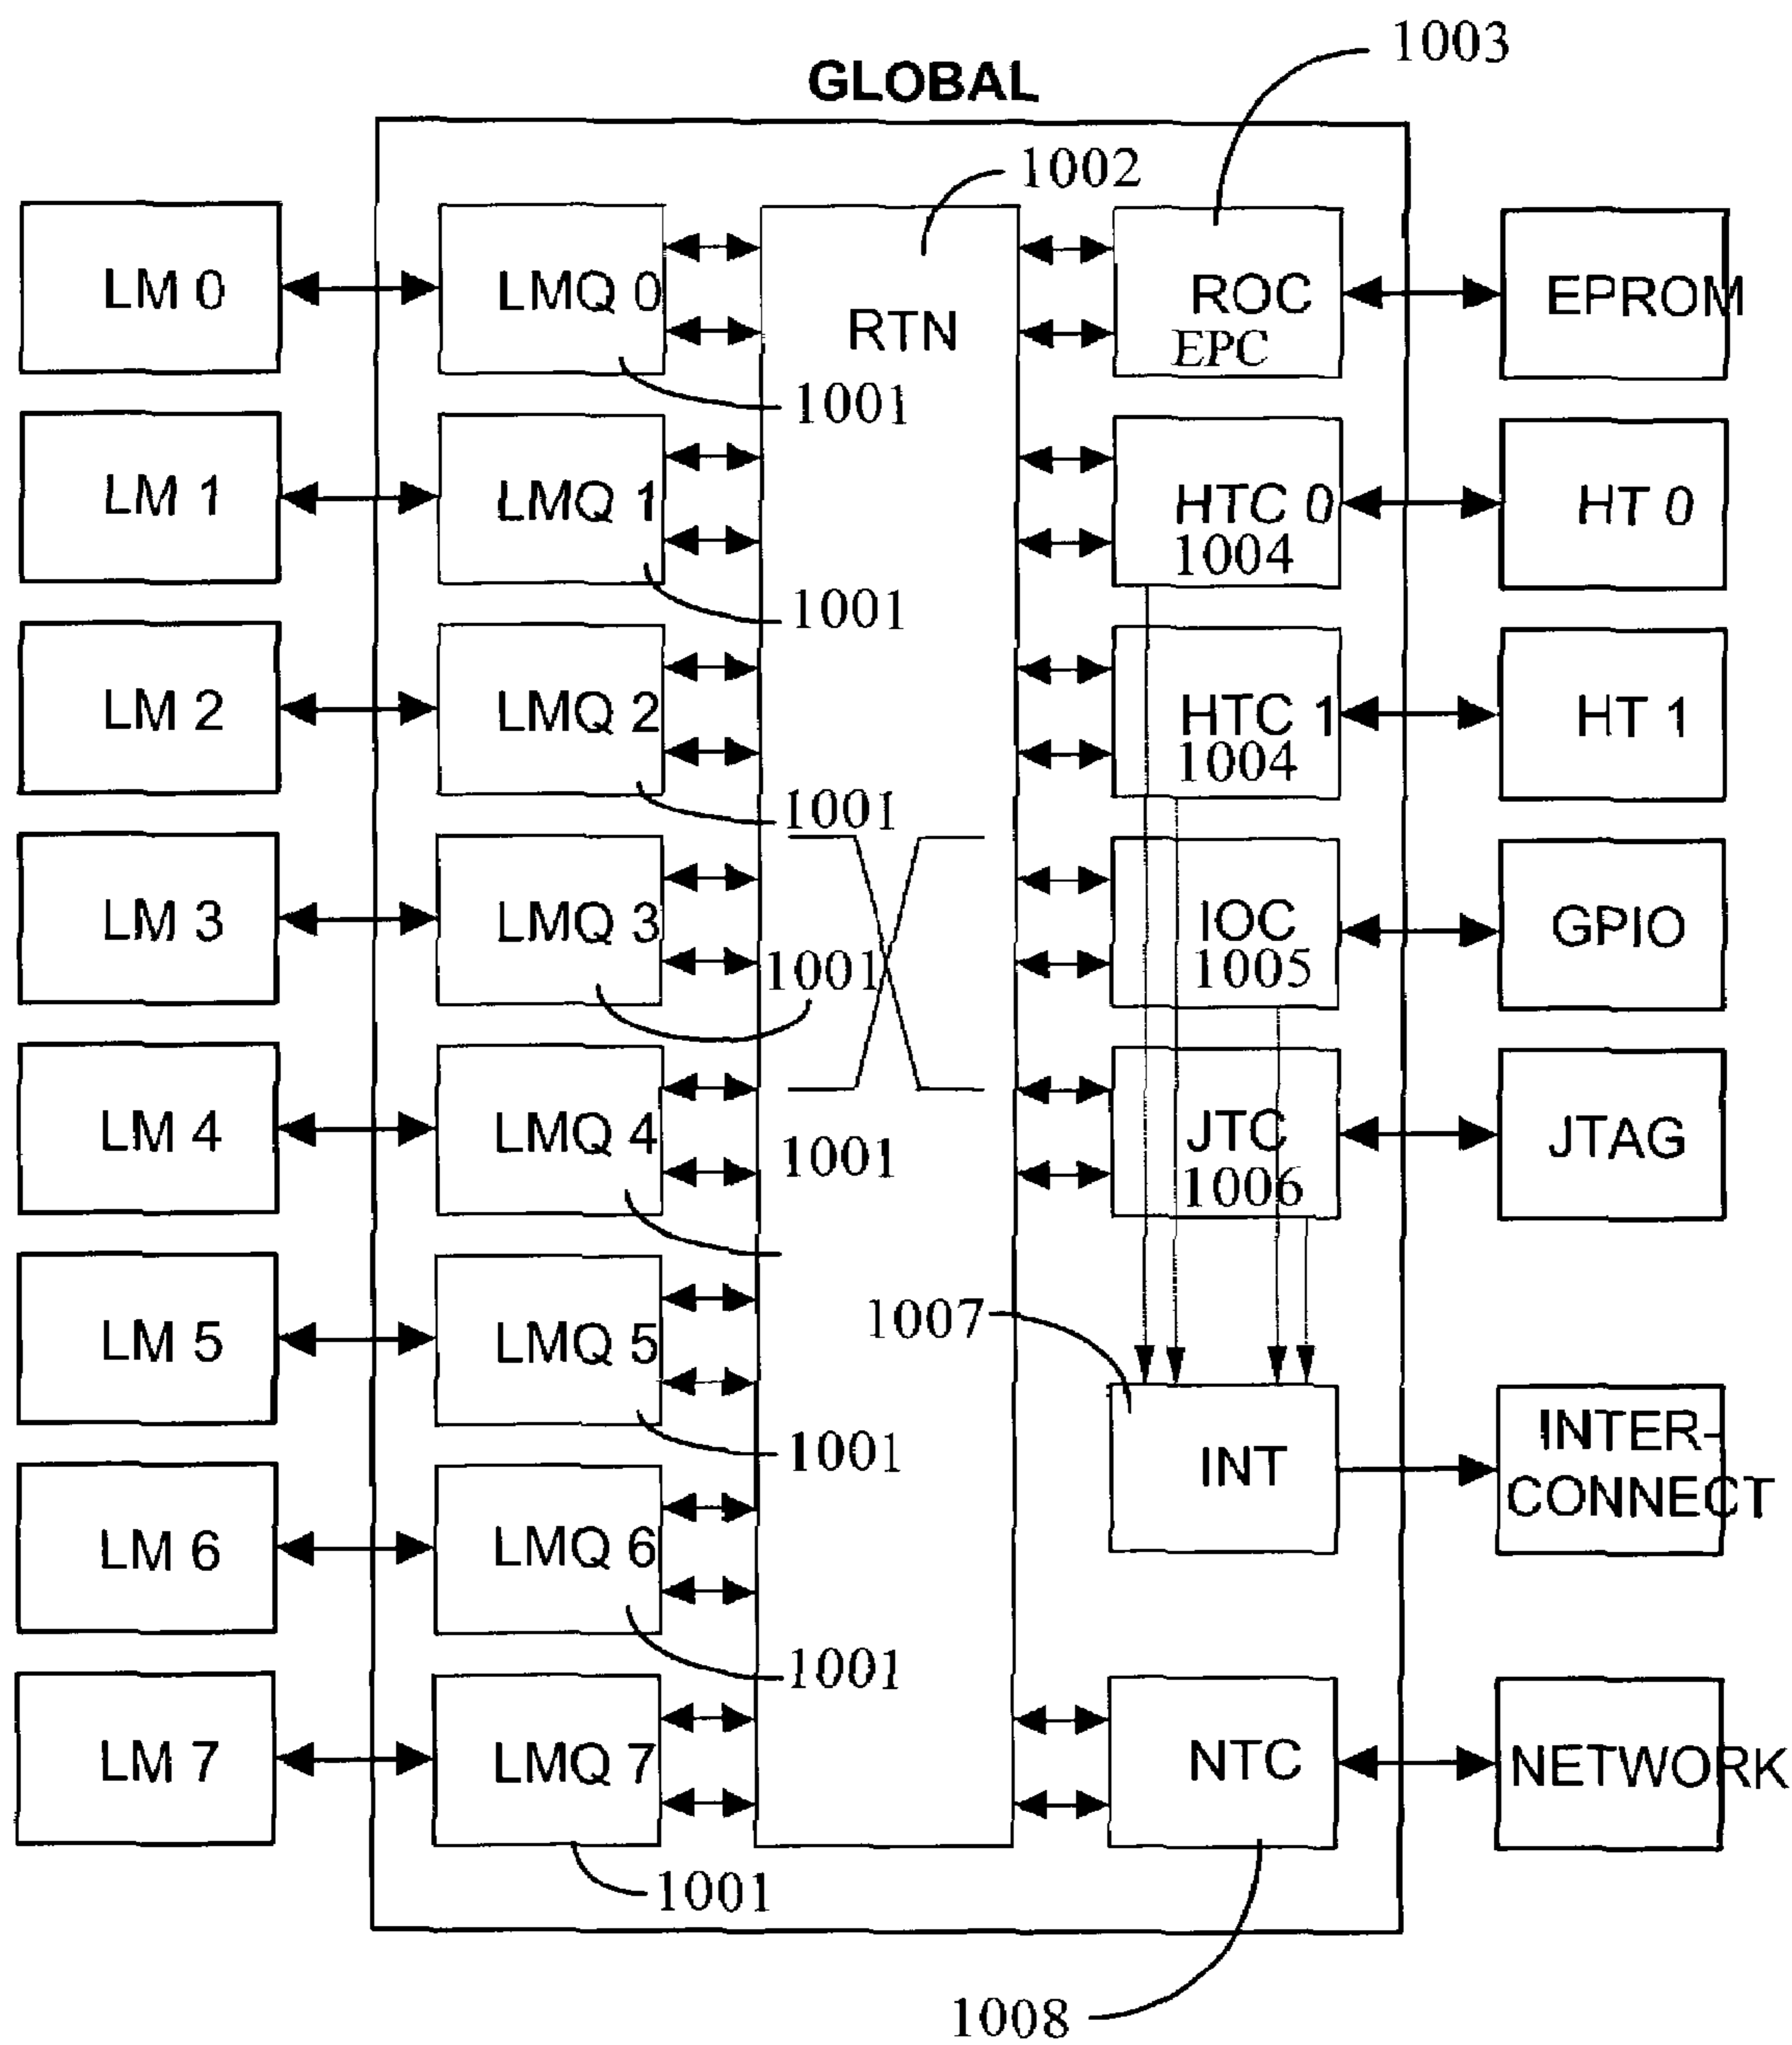 1003
GLOBAL
1002
LM 0
LMQ 0
RTN
ROC
EPC
EPROM
1001
LM 1
LMQ 1
HTC 0
1004
HT 0
1001
LM 2
LMQ 2
HTC 1
1004
HT 1
1001
LM 3
LMQ 3
1001
IOC
1005
GPIO
LM 4
LMQ 4
1001
JTC
1006
JTAG
1007
LM 5
LMQ 5
1001
INT
INTER-
CONNECT
LM 6
LMQ 6
1001
LM 7
LMQ 7
NTC
NETWORK
1001
1008